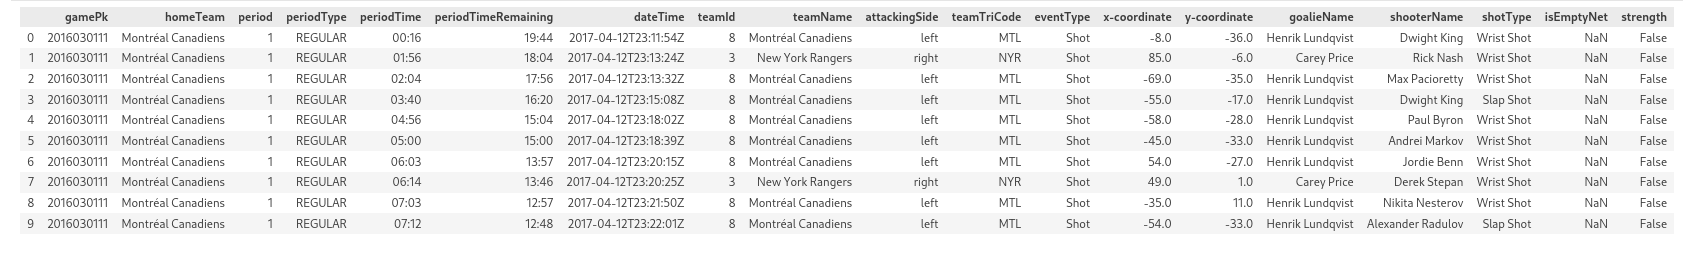 gamePk homeTeam period periodType periodTime periodTimeRemaining dateTime teamId teamName attackingSide teamTriCode eventType x-coordinate y-coordinate goalieName shooterName shotType isEmptyNet strength
0 2016030111 Montréal Canadiens 1 REGULAR 00:16 19:44 2017-04-12T23:11:54Z 8 Montréal Canadiens left MTL Shot -8.0 -36.0 Henrik Lundqvist Dwight King Wrist Shot NaN False
1 2016030111 Montréal Canadiens 1 REGULAR 01:56 18:04 2017-04-12T23:13:24Z 3 New York Rangers right NYR Shot 85.0 -6.0 Carey Price Rick Nash Wrist Shot NaN False
2 2016030111 Montréal Canadiens 1 REGULAR 02:04 17:56 2017-04-12T23:13:32Z 8 Montréal Canadiens left MTL Shot -69.0 -35.0 Henrik Lundqvist Max Pacioretty Wrist Shot NaN False
3 2016030111 Montréal Canadiens 1 REGULAR 03:40 16:20 2017-04-12T23:15:08Z 8 Montréal Canadiens left MTL Shot -55.0 -17.0 Henrik Lundqvist Dwight King Slap Shot NaN False
4 2016030111 Montréal Canadiens 1 REGULAR 04:56 15:04 2017-04-12T23:18:02Z 8 Montréal Canadiens left MTL Shot -58.0 -28.0 Henrik Lundqvist Paul Byron Wrist Shot NaN False
5 2016030111 Montréal Canadiens 1 REGULAR 05:00 15:00 2017-04-12T23:18:39Z 8 Montréal Canadiens left MTL Shot -45.0 -33.0 Henrik Lundqvist Andrei Markov Wrist Shot NaN False
6 2016030111 Montréal Canadiens 1 REGULAR 06:03 13:57 2017-04-12T23:20:15Z 8 Montréal Canadiens left MTL Shot 54.0 -27.0 Henrik Lundqvist Jordie Benn Wrist Shot NaN False
7 2016030111 Montréal Canadiens 1 REGULAR 06:14 13:46 2017-04-12T23:20:25Z 3 New York Rangers right NYR Shot 49.0 1.0 Carey Price Derek Stepan Wrist Shot NaN False
8 2016030111 Montréal Canadiens 1 REGULAR 07:03 12:57 2017-04-12T23:21:50Z 8 Montréal Canadiens left MTL Shot -35.0 11.0 Henrik Lundqvist Nikita Nesterov Wrist Shot NaN False
9 2016030111 Montréal Canadiens 1 REGULAR 07:12 12:48 2017-04-12T23:22:01Z 8 Montréal Canadiens left MTL Shot -54.0 -33.0 Henrik Lundqvist Alexander Radulov Slap Shot NaN False